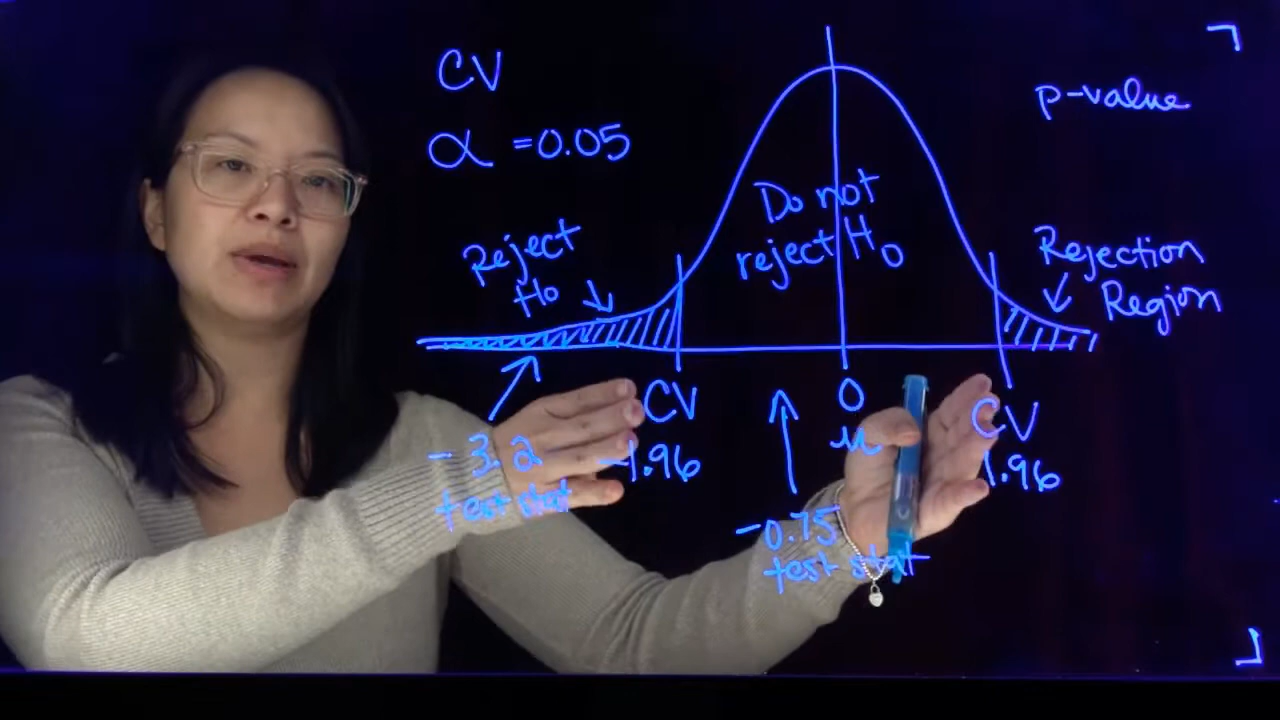 CV
α = 0.05
p-value
Do not
reject H0
Reject
Ho
Rejection
Region
CV
-1.96
0
μ
CV
1.96
-3.2
test stat
-0.75
test stat